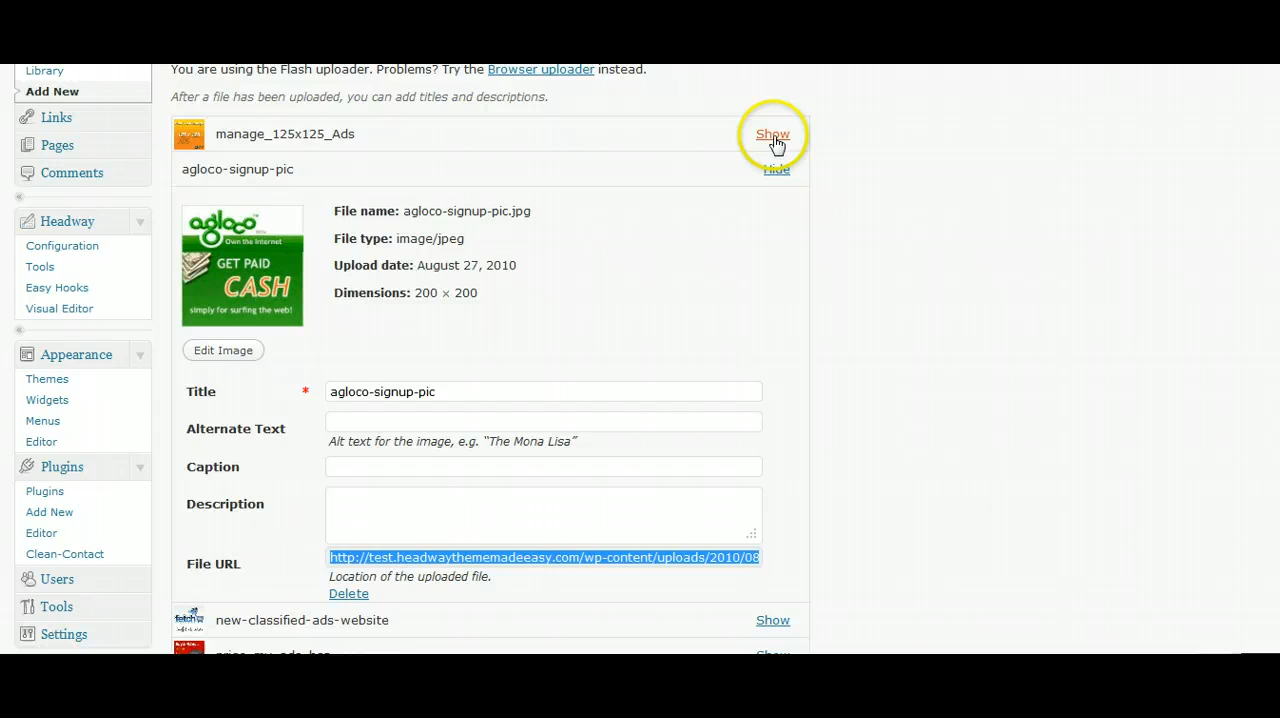 Library
Add New
Links
Pages
Comments
Headway
Configuration
Tools
Easy Hooks
Visual Editor
Appearance
Themes
Widgets
Menus
Editor
Plugins
Plugins
Add New
Editor
Clean-Contact
Users
Tools
Settings
You are using the Flash uploader. Problems? Try the Browser uploader instead.
After a file has been uploaded, you can add titles and descriptions.
manage_125x125_Ads Show
agloco-signup-pic Hide
agloco
Own the Internet
GET PAID
CASH
simply for surfing the web!
File name: agloco-signup-pic.jpg
File type: image/jpeg
Upload date: August 27, 2010
Dimensions: 200 × 200
Edit Image
Title * agloco-signup-pic
Alternate Text
Alt text for the image, e.g. “The Mona Lisa”
Caption
Description
File URL http://test.headwaythememadeeasy.com/wp-content/uploads/2010/08
Location of the uploaded file.
Delete
fetch new-classified-ads-website Show
Show